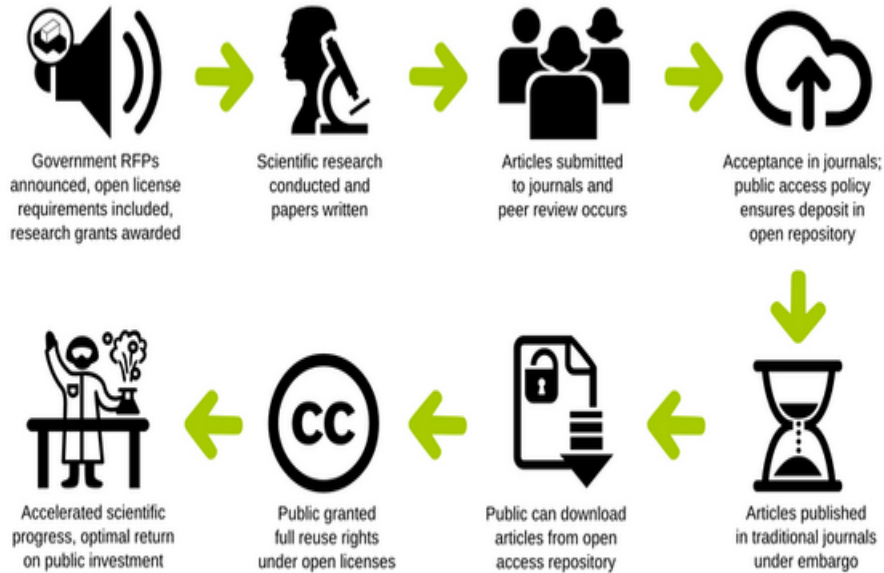 Government RFPs
announced, open license
requirements included,
research grants awarded
Scientific research
conducted and
papers written
Articles submitted
to journals and
peer review occurs
Acceptance in journals;
public access policy
ensures deposit in
open repository
Articles published
in traditional journals
under embargo
Public can download
articles from open
access repository
CC
Public granted
full reuse rights
under open licenses
Accelerated scientific
progress, optimal return
on public investment